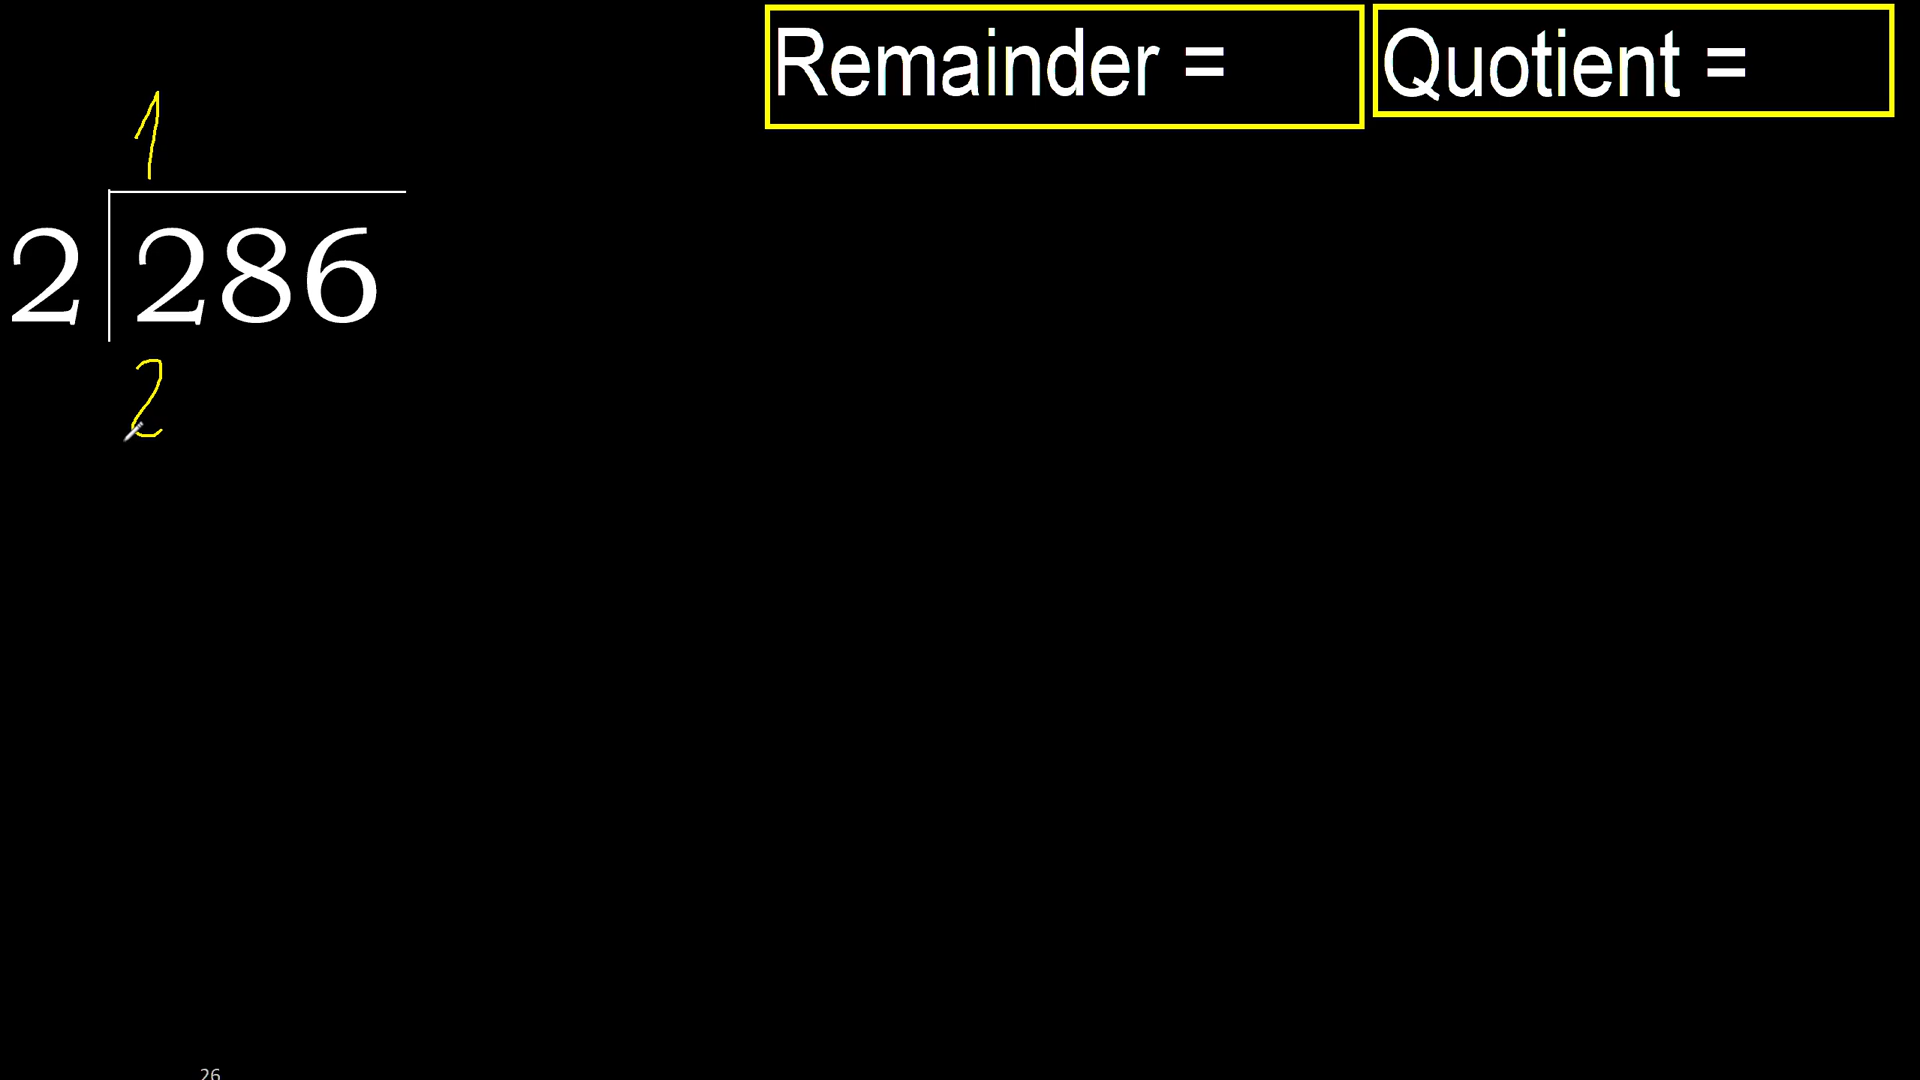 Remainder = Quotient =
1
2 286
2
26